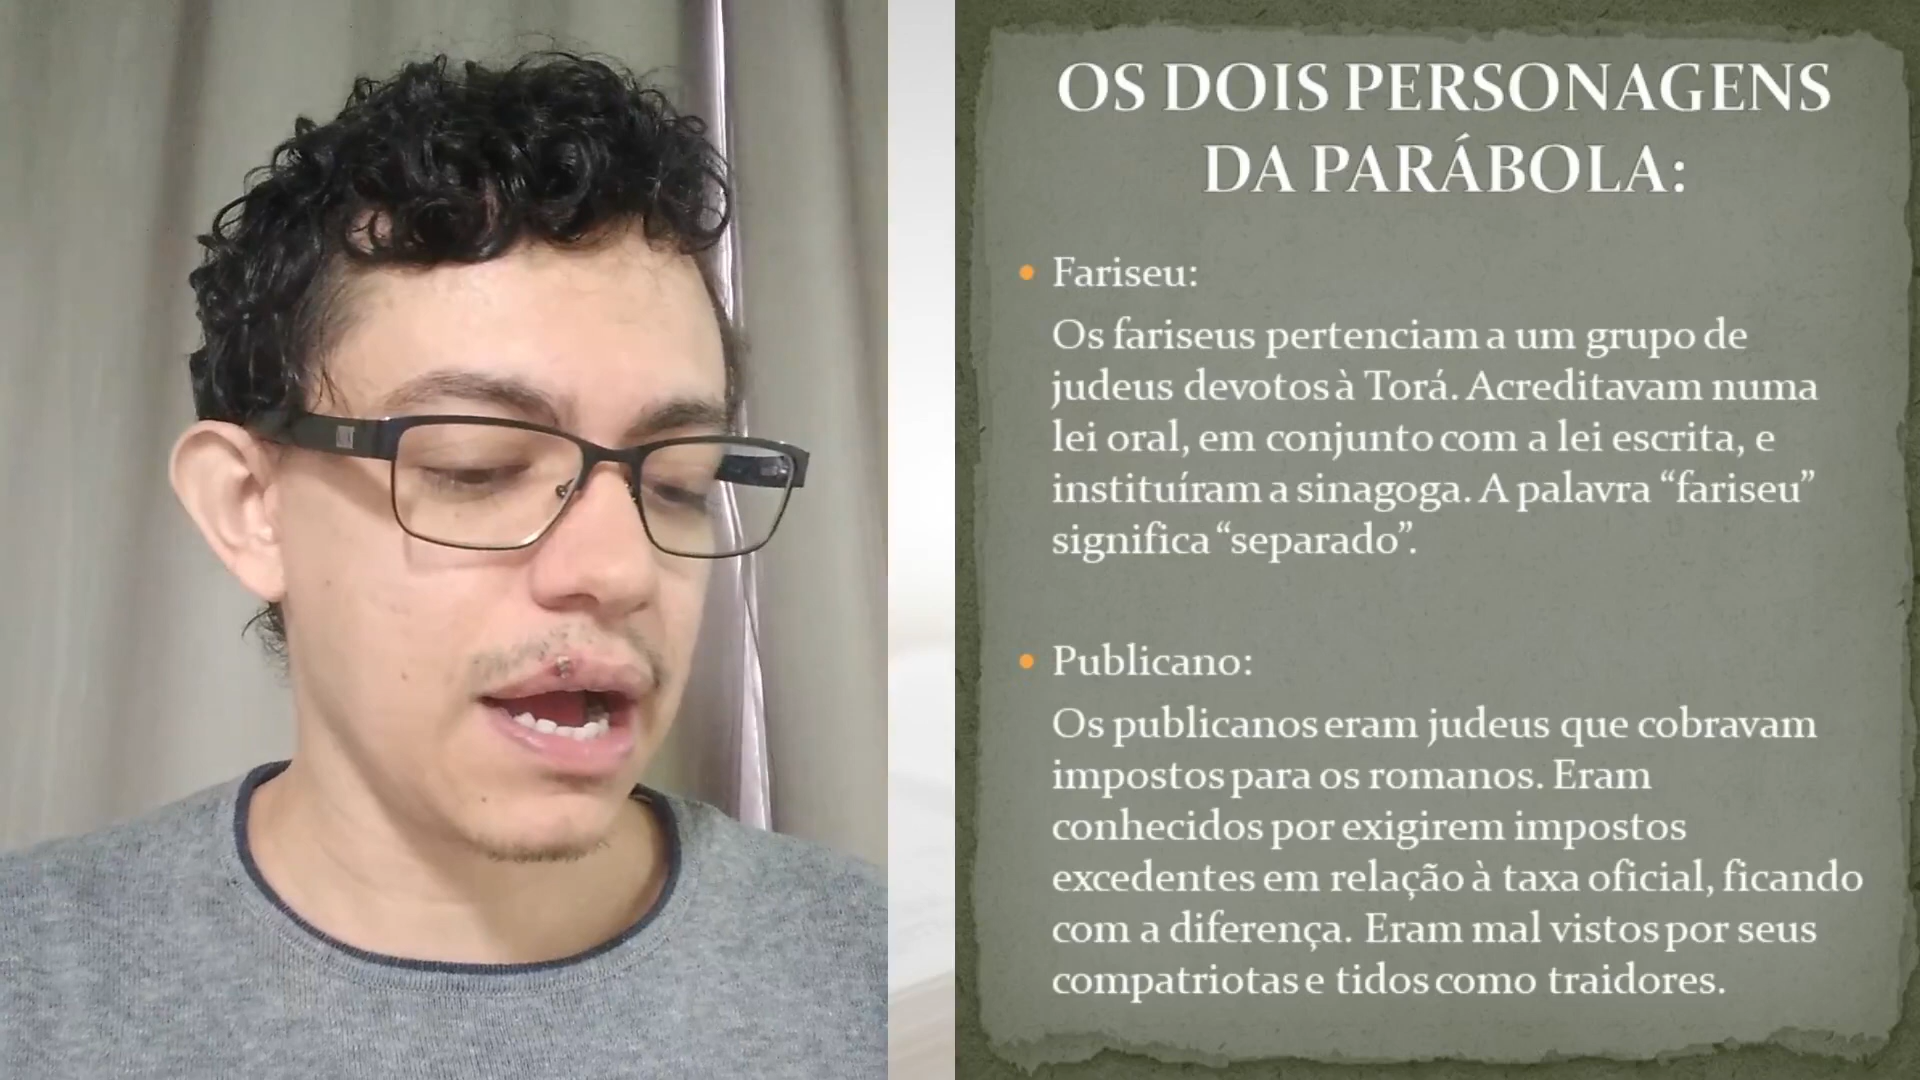 OS DOIS PERSONAGENS
DA PARÁBOLA:
• Fariseu:
Os fariseus pertenciam a um grupo de
judeus devotos à Torá. Acreditavam numa
lei oral, em conjunto com a lei escrita, e
instituíram a sinagoga. A palavra “fariseu”
significa “separado”.
• Publicano:
Os publicanos eram judeus que cobravam
impostos para os romanos. Eram
conhecidos por exigirem impostos
excedentes em relação à taxa oficial, ficando
com a diferença. Eram mal vistos por seus
compatriotas e tidos como traidores.